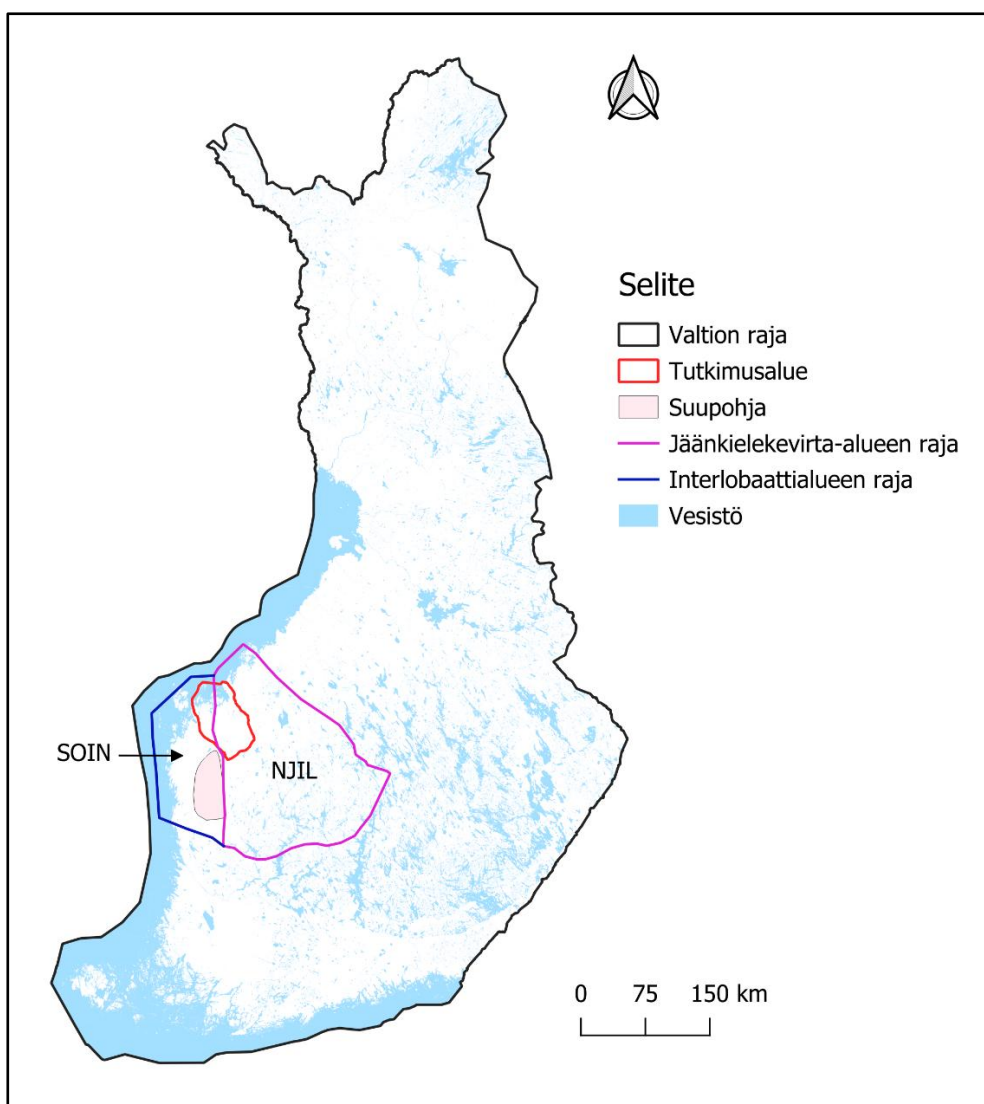 Selite
Valtion raja
Tutkimusalue
Suupohja
Jäänkielekevirta-alueen raja
Interlobaattialueen raja
Vesistö
SOIN
NJIL
0 75 150 km